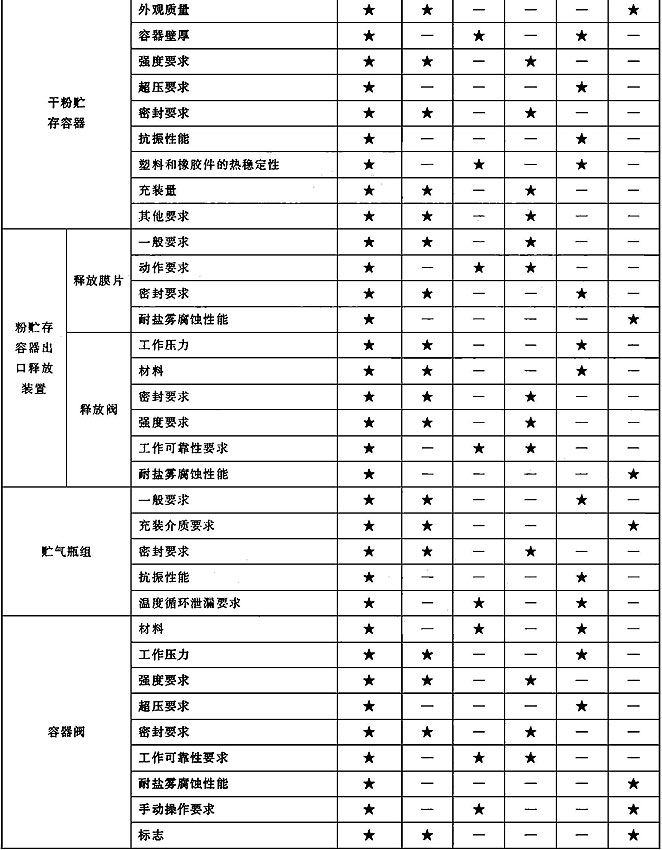 干粉贮
存容器
外观质量 ★ ★ — — — ★
容器壁厚 ★ — ★ — ★ —
强度要求 ★ ★ — ★ — —
超压要求 ★ — — — ★ —
密封要求 ★ ★ — ★ — —
抗振性能 ★ — — — ★ —
塑料和橡胶件的热稳定性 ★ — ★ — ★ —
充装量 ★ ★ — ★ — —
其他要求 ★ ★ — ★ — —
粉贮存
容器出
口释放
装置
释放膜片
一般要求 ★ ★ — ★ — —
动作要求 ★ — ★ ★ — —
密封要求 ★ ★ — — ★ —
耐盐雾腐蚀性能 ★ — — — — ★
释放阀
工作压力 ★ ★ — — ★ —
材料 ★ ★ — — ★ —
密封要求 ★ ★ — ★ — —
强度要求 ★ ★ — ★ — —
工作可靠性要求 ★ — ★ ★ — —
耐盐雾腐蚀性能 ★ — — — — ★
贮气瓶组
一般要求 ★ ★ — — ★ —
充装介质要求 ★ ★ — — ★
密封要求 ★ ★ — ★ — —
抗振性能 ★ — — — ★ —
温度循环泄漏要求 ★ — ★ — ★ —
容器阀
材料 ★ — ★ — ★ —
工作压力 ★ ★ — — ★ —
强度要求 ★ ★ — ★ — —
超压要求 ★ — — — ★ —
密封要求 ★ ★ — ★ — —
工作可靠性要求 ★ — ★ ★ — —
耐盐雾腐蚀性能 ★ — — — — ★
手动操作要求 ★ — ★ — — ★
标志 ★ ★ — — — ★